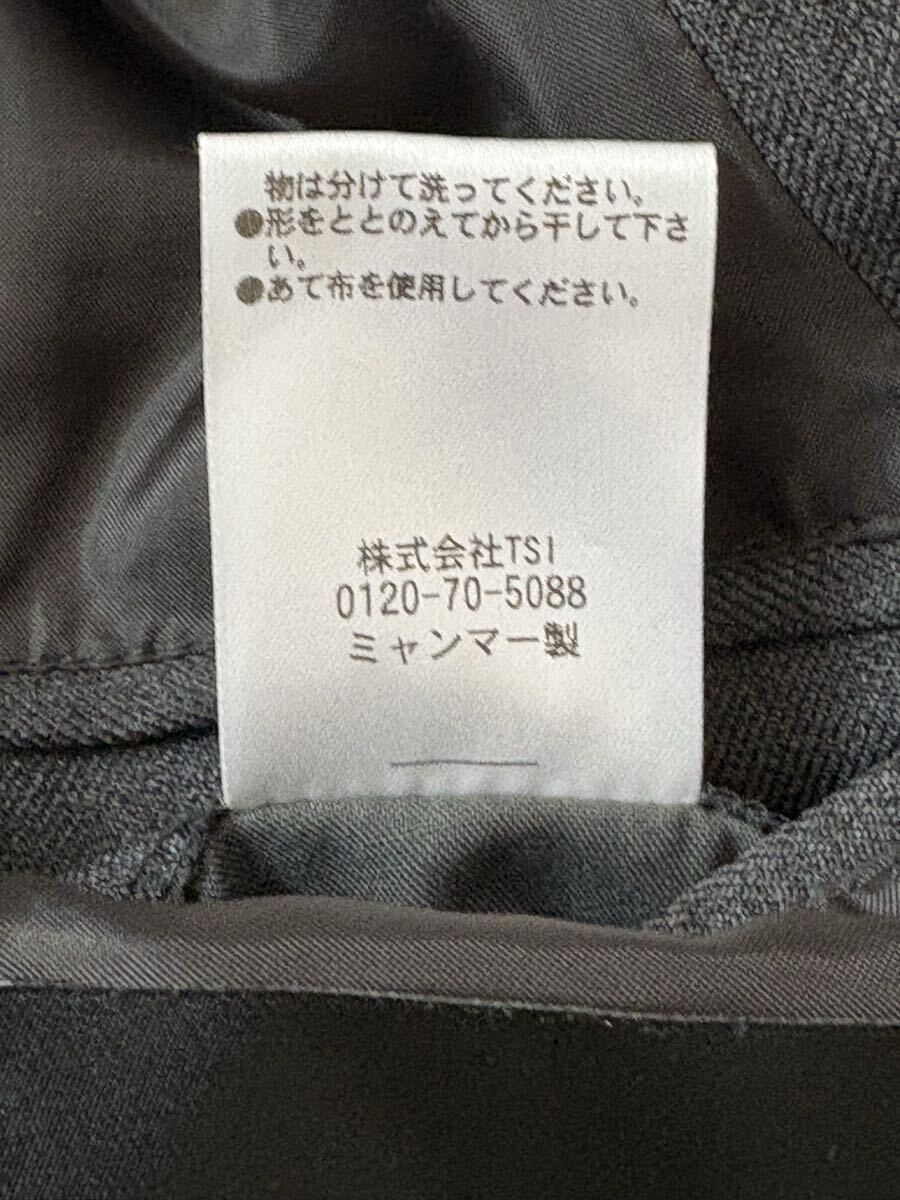 物は分けて洗ってください。
●形をととのえてから干して下さ
い。
●あて布を使用してください。
株式会社TSI
0120-70-5088
ミャンマー製